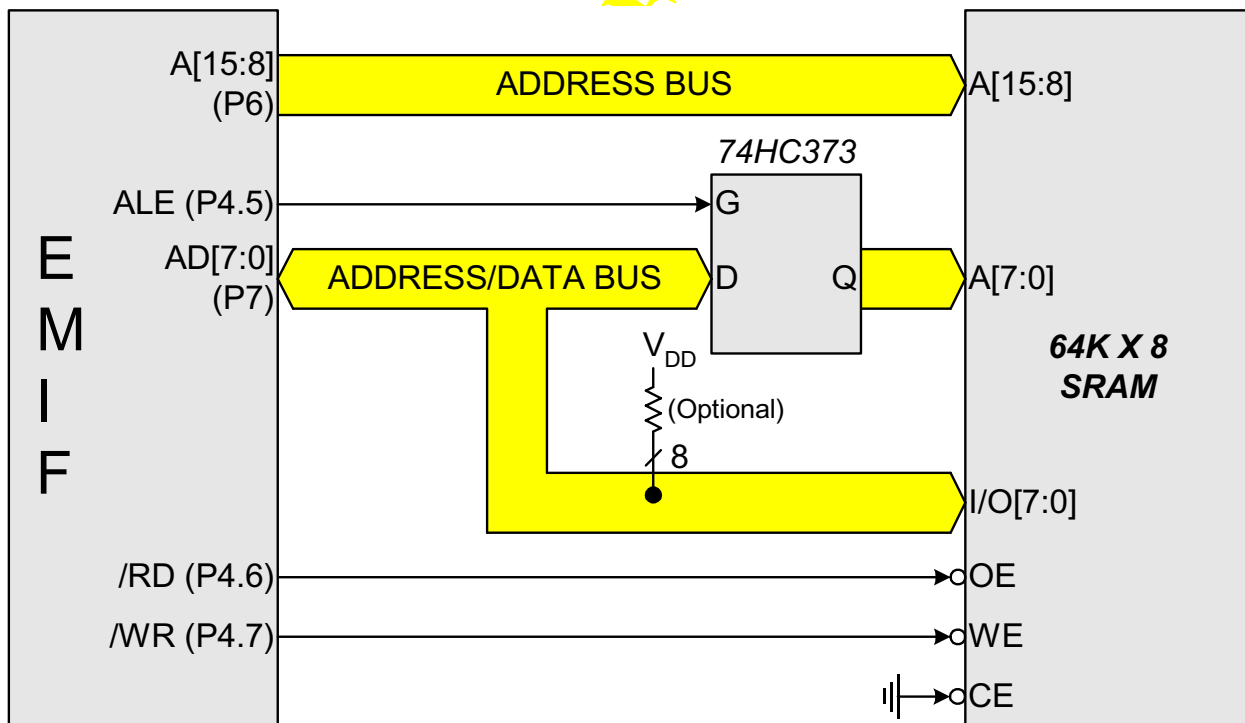 A[15:8]
(P6)
ADDRESS BUS
A[15:8]
74HC373
ALE (P4.5)
G
E
M
I
F
AD[7:0]
(P7)
ADDRESS/DATA BUS
D
Q
A[7:0]
VDD
(Optional)
8
64K X 8
SRAM
I/O[7:0]
/RD (P4.6)
OE
/WR (P4.7)
WE
CE